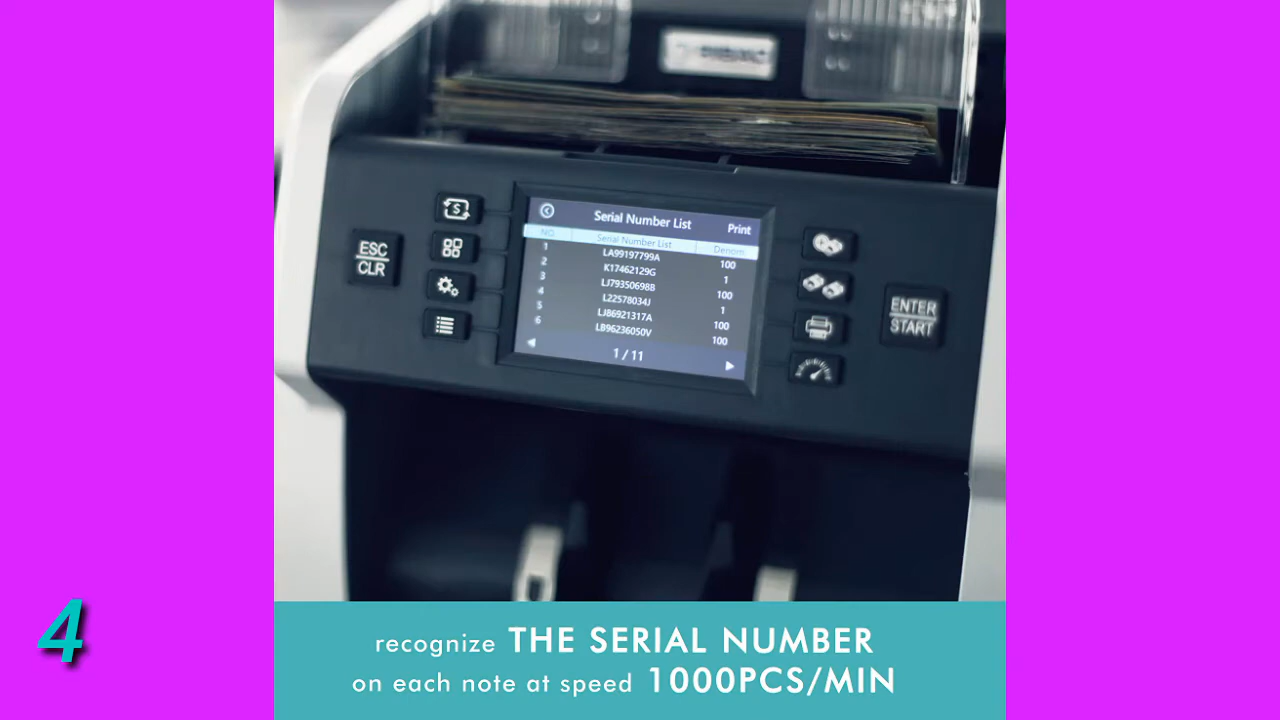 Serial Number List Print
NO. Serial Number List Denom
1 LA99197799A 100
2 K17462129G 1
3 LJ79350698B 100
4 L22578034J 1
5 LJ86921317A 100
6 LB96236050V 100
1 / 11
ESC
CLR
ENTER
START
4
recognize THE SERIAL NUMBER
on each note at speed 1000PCS/MIN